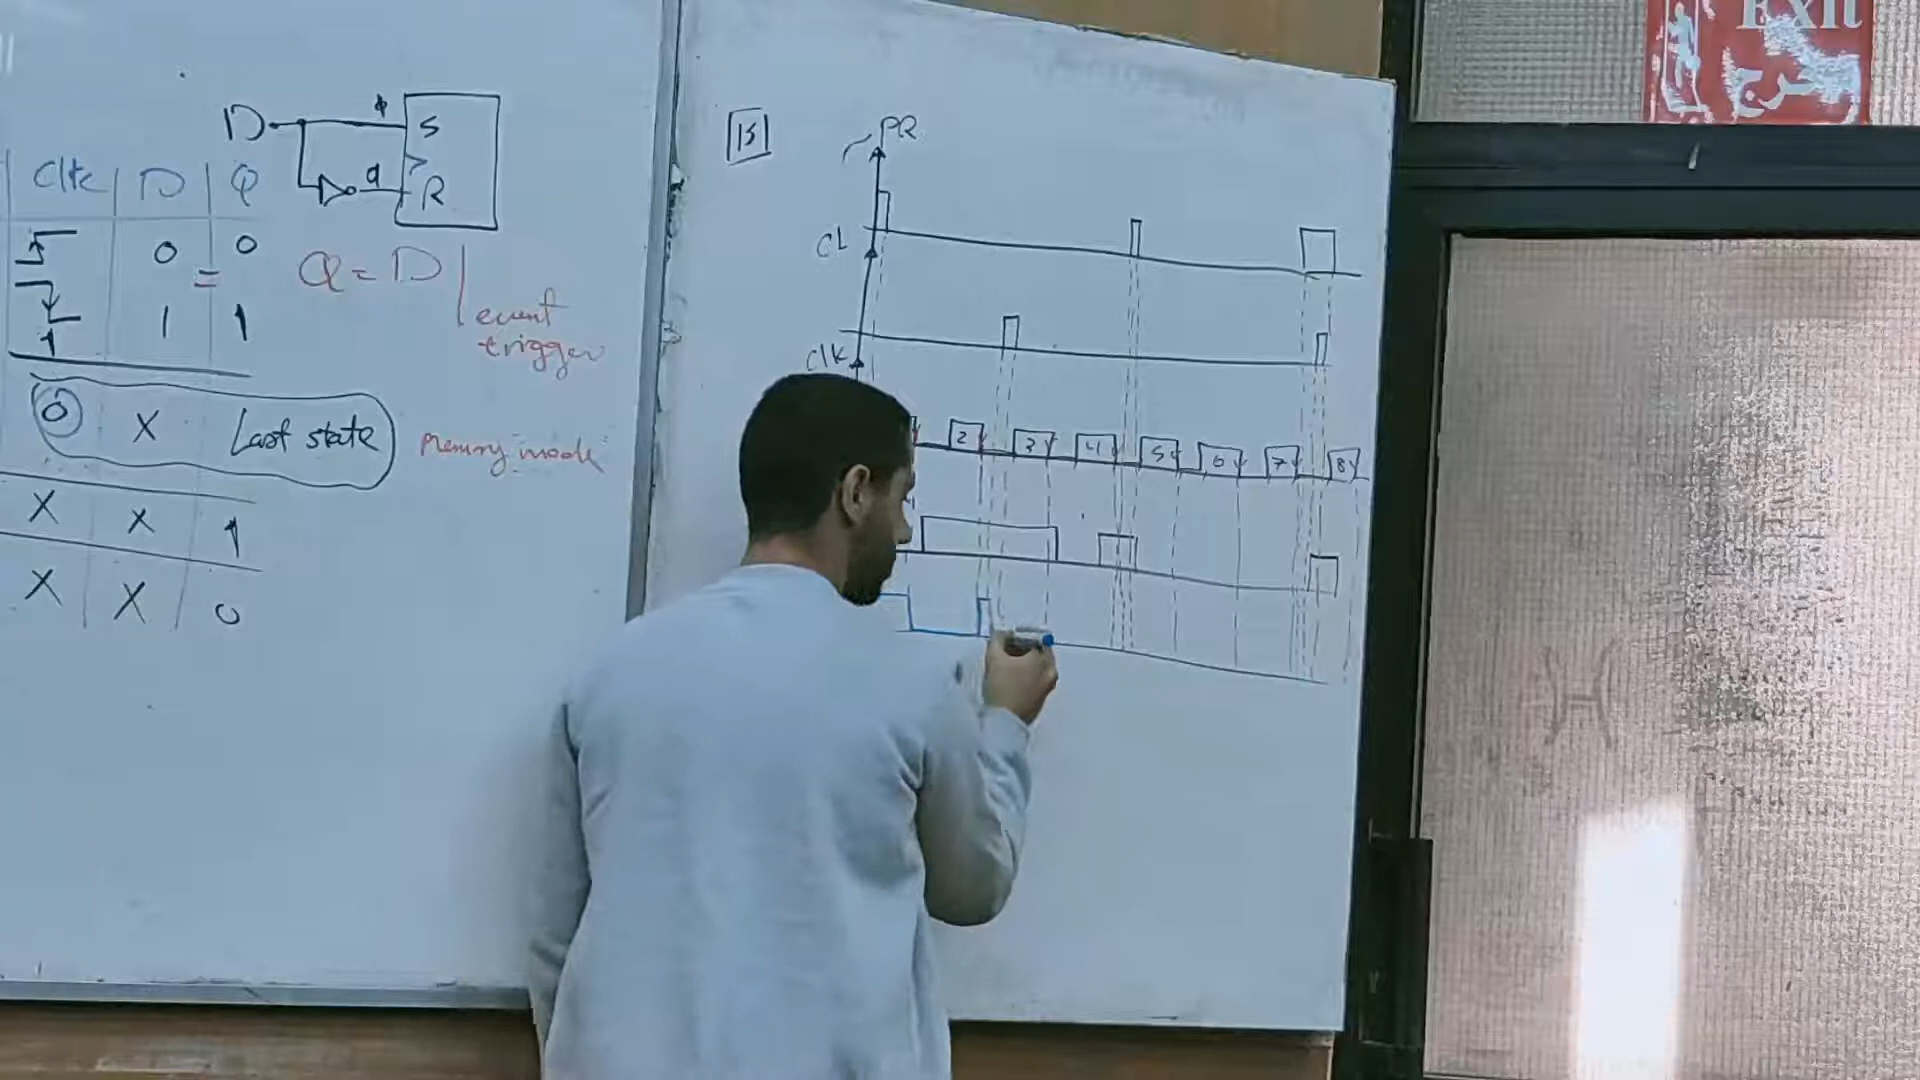 D
S
R
Clk D Q
0 0
1 1
Q = D | event trigger
0 X Last state
memory mode
X X 1
X X 0
15
PR
CL
Clk
2 3 4 5 6 7 8
Exit
مخرج